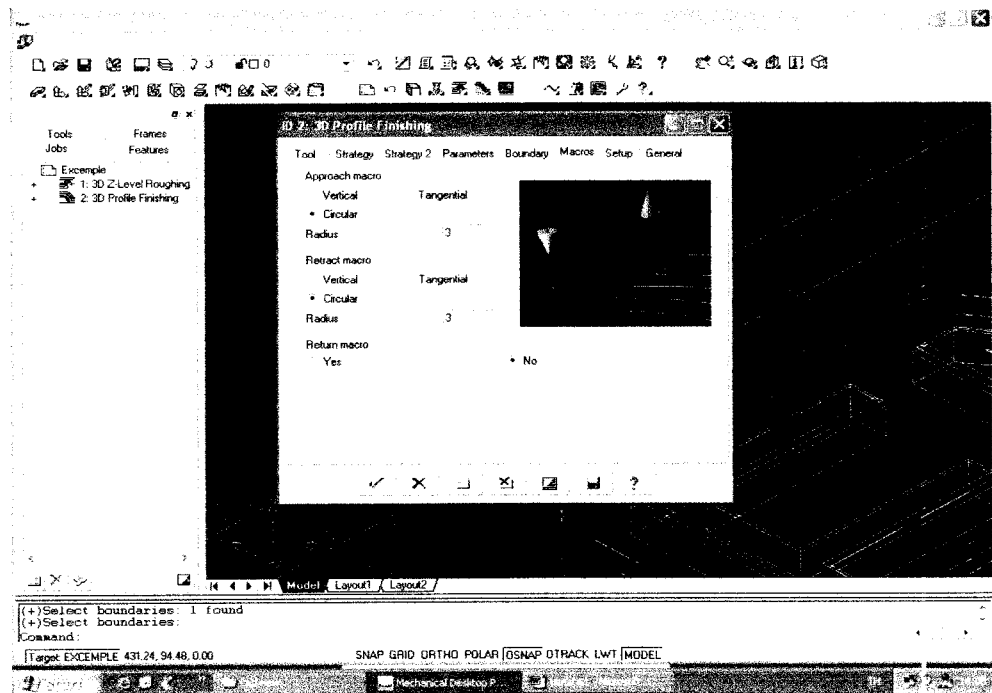 Tools Frames
Jobs Features
Excemple
+ 1: 3D Z-Level Roughing
+ 2: 3D Profile Finishing
ID 2 - 3D Profile Finishing
Tool Strategy Strategy 2 Parameters Boundary Macros Setup General
Approach macro
Vertical Tangential
Circular
Radius 3
Retract macro
Vertical Tangential
Circular
Radius 3
Return macro
Yes No
Model Layout1 Layout2
(+)Select boundaries: 1 found
(+)Select boundaries:
Command:
Target: EXCEMPLE 431.24, 94.48, 0.00 SNAP GRID ORTHO POLAR OSNAP OTRACK LWT MODEL
Mechanical Desktop P...